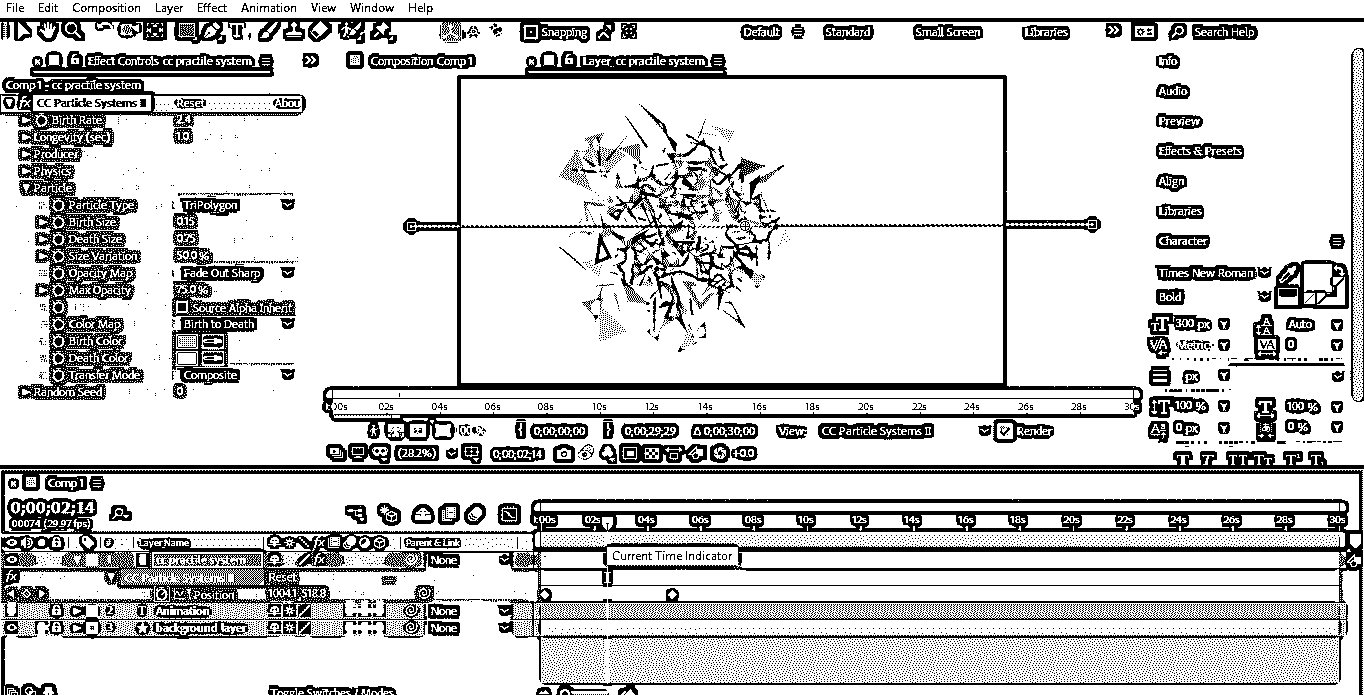 File Edit Composition Layer Effect Animation View Window Help
Snapping Default Standard Small Screen Libraries Search Help
Effect Controls cc practile system Composition Comp 1 Layer cc practile system
Comp 1 - cc practile system
fx CC Particle Systems II Reset Abou
Birth Rate 2.4
Longevity (sec) 1.0
Producer
Physics
Particle
Particle Type TriPolygon
Birth Size 0.15
Death Size 0.75
Size Variation 50.0 %
Opacity Map Fade Out Sharp
Max Opacity 75.0 %
Source Alpha Inherit
Color Map Birth to Death
Birth Color
Death Color
Transfer Mode Composite
Random Seed 0
Info
Audio
Preview
Effects & Presets
Align
Libraries
Character
Times New Roman
Bold
300 px Auto
Metric 0
px
100 % 100 %
0 px 0 %
02s 04s 06s 08s 10s 12s 14s 16s 18s 20s 22s 24s 26s 28s
0;00;00;00 0;00;29;29 Δ 0;00;30;00 View: CC Particle Systems II Render
(28.2%) 0;00;02;14 +0.0
Comp 1
0;00;02;14
00074 (29.97 fps)
:00s 02s 04s 06s 08s 10s 12s 14s 16s 18s 20s 22s 24s 26s 28s 30s
# Layer Name Parent & Link
cc practile system None
Current Time Indicator
fx CC Particle Systems II Reset
Position 1004.1, 518.8
2 T Animation None
background layer None
Toggle Switches / Modes